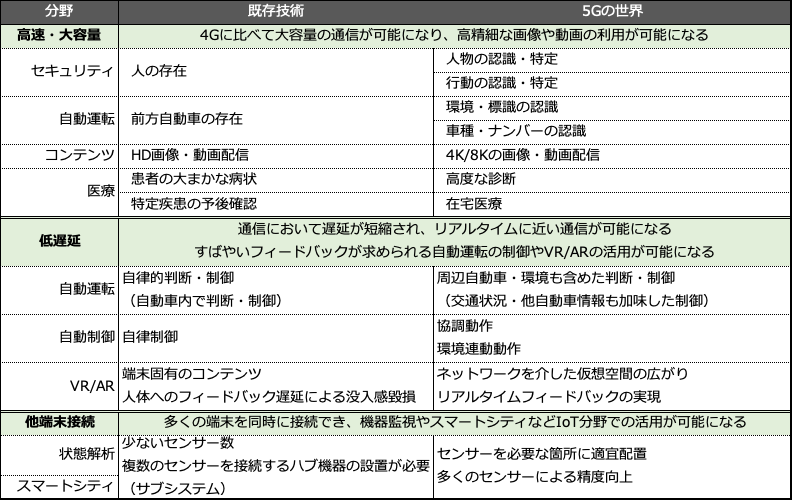 分野 既存技術 5Gの世界
高速・大容量 4Gに比べて大容量の通信が可能になり、高精細な画像や動画の利用が可能になる
セキュリティ 人の存在 人物の認識・特定
行動の認識・特定
自動運転 前方自動車の存在 環境・標識の認識
車種・ナンバーの認識
コンテンツ HD画像・動画配信 4K/8Kの画像・動画配信
医療 患者の大まかな病状 高度な診断
特定疾患の予後確認 在宅医療
低遅延 通信において遅延が短縮され、リアルタイムに近い通信が可能になる
すばやいフィードバックが求められる自動運転の制御やVR/ARの活用が可能になる
自動運転 自律的判断・制御 周辺自動車・環境も含めた判断・制御
（自動車内で判断・制御） （交通状況・他自動車情報も加味した制御）
自動制御 自律制御 協調動作
環境連動動作
VR/AR 端末固有のコンテンツ ネットワークを介した仮想空間の広がり
人体へのフィードバック遅延による没入感毀損 リアルタイムフィードバックの実現
他端末接続 多くの端末を同時に接続でき、機器監視やスマートシティなどIoT分野での活用が可能になる
状態解析 少ないセンサー数 センサーを必要な箇所に適宜配置
複数のセンサーを接続するハブ機器の設置が必要 多くのセンサーによる精度向上
スマートシティ （サブシステム）